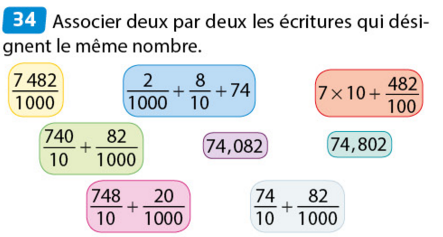 34 Associer deux par deux les écritures qui dési-
gnent le même nombre.
7 482/1000
2/1000 + 8/10 + 74
7 × 10 + 482/100
740/10 + 82/1000
74,082
74,802
748/10 + 20/1000
74/10 + 82/1000